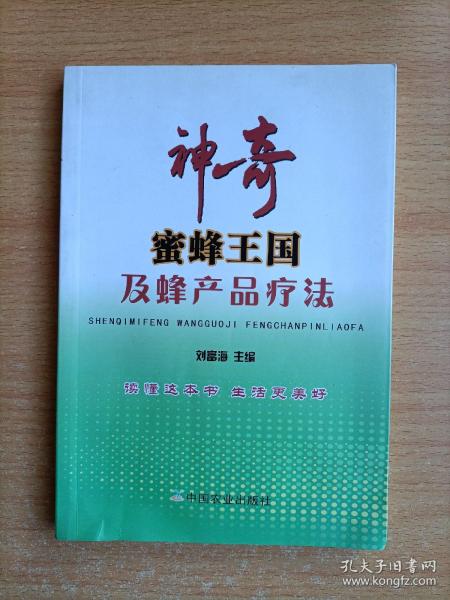 神奇
蜜蜂王国
及蜂产品疗法
SHENQIMIFENG WANGGUOJI FENGCHANPINLIAOFA
刘富海 主编
读懂这本书 生活更美好
中国农业出版社
孔夫子旧书网
www.kongfz.com